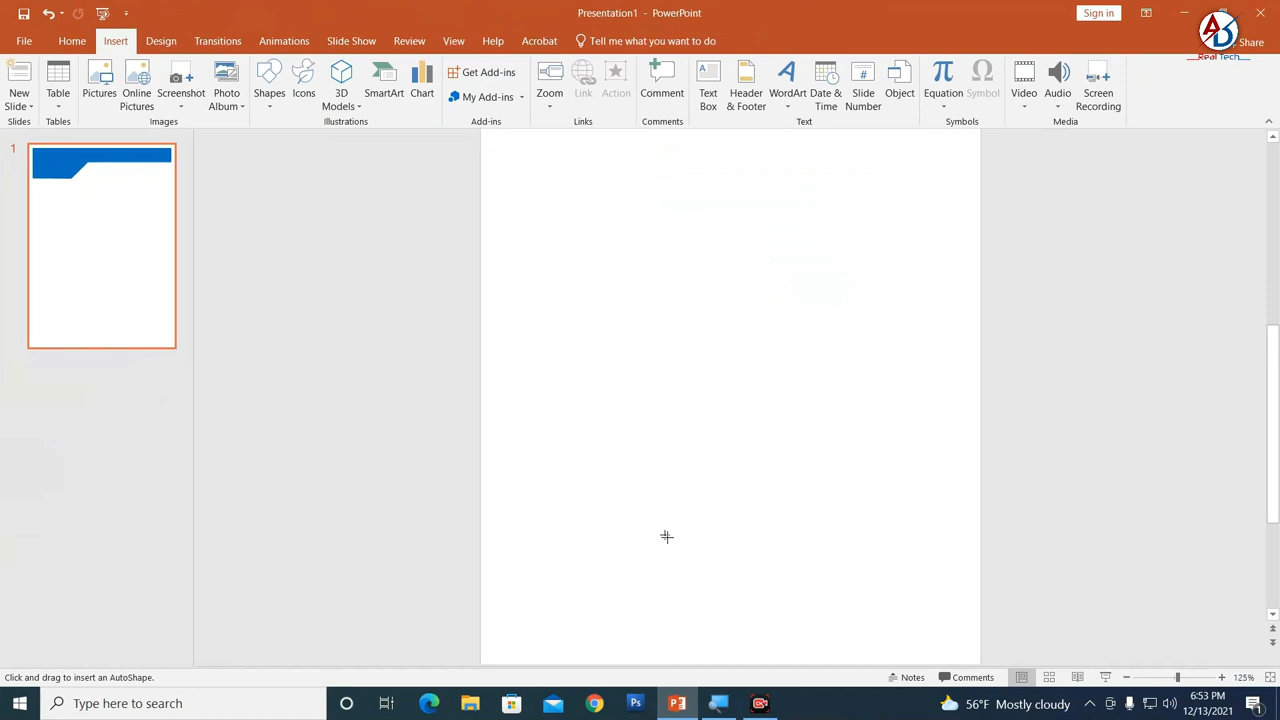 Presentation1 - PowerPoint
Sign in
File
Home
Insert
Design
Transitions
Slide Show
Animations
Review
View
Help
Acrobat
Tell me what you want to do
Share
AD
Real Tech
New Slide
Table
Pictures
Online Pictures
Screenshot
Photo Album
Shapes
Icons
3D Models
SmartArt
Chart
Get Add-ins
My Add-ins
Zoom
Link
Action
Comment
Text Box
Header & Footer
WordArt
Date & Time
Slide Number
Object
Equation
Symbol
Video
Audio
Screen Recording
Slides
Tables
Images
Illustrations
Add-ins
Links
Comments
Text
Symbols
Media
1
Click and drag to insert an AutoShape.
Notes
Comments
125%
Type here to search
Ps
56°F Mostly cloudy
6:53 PM
12/13/2021
1